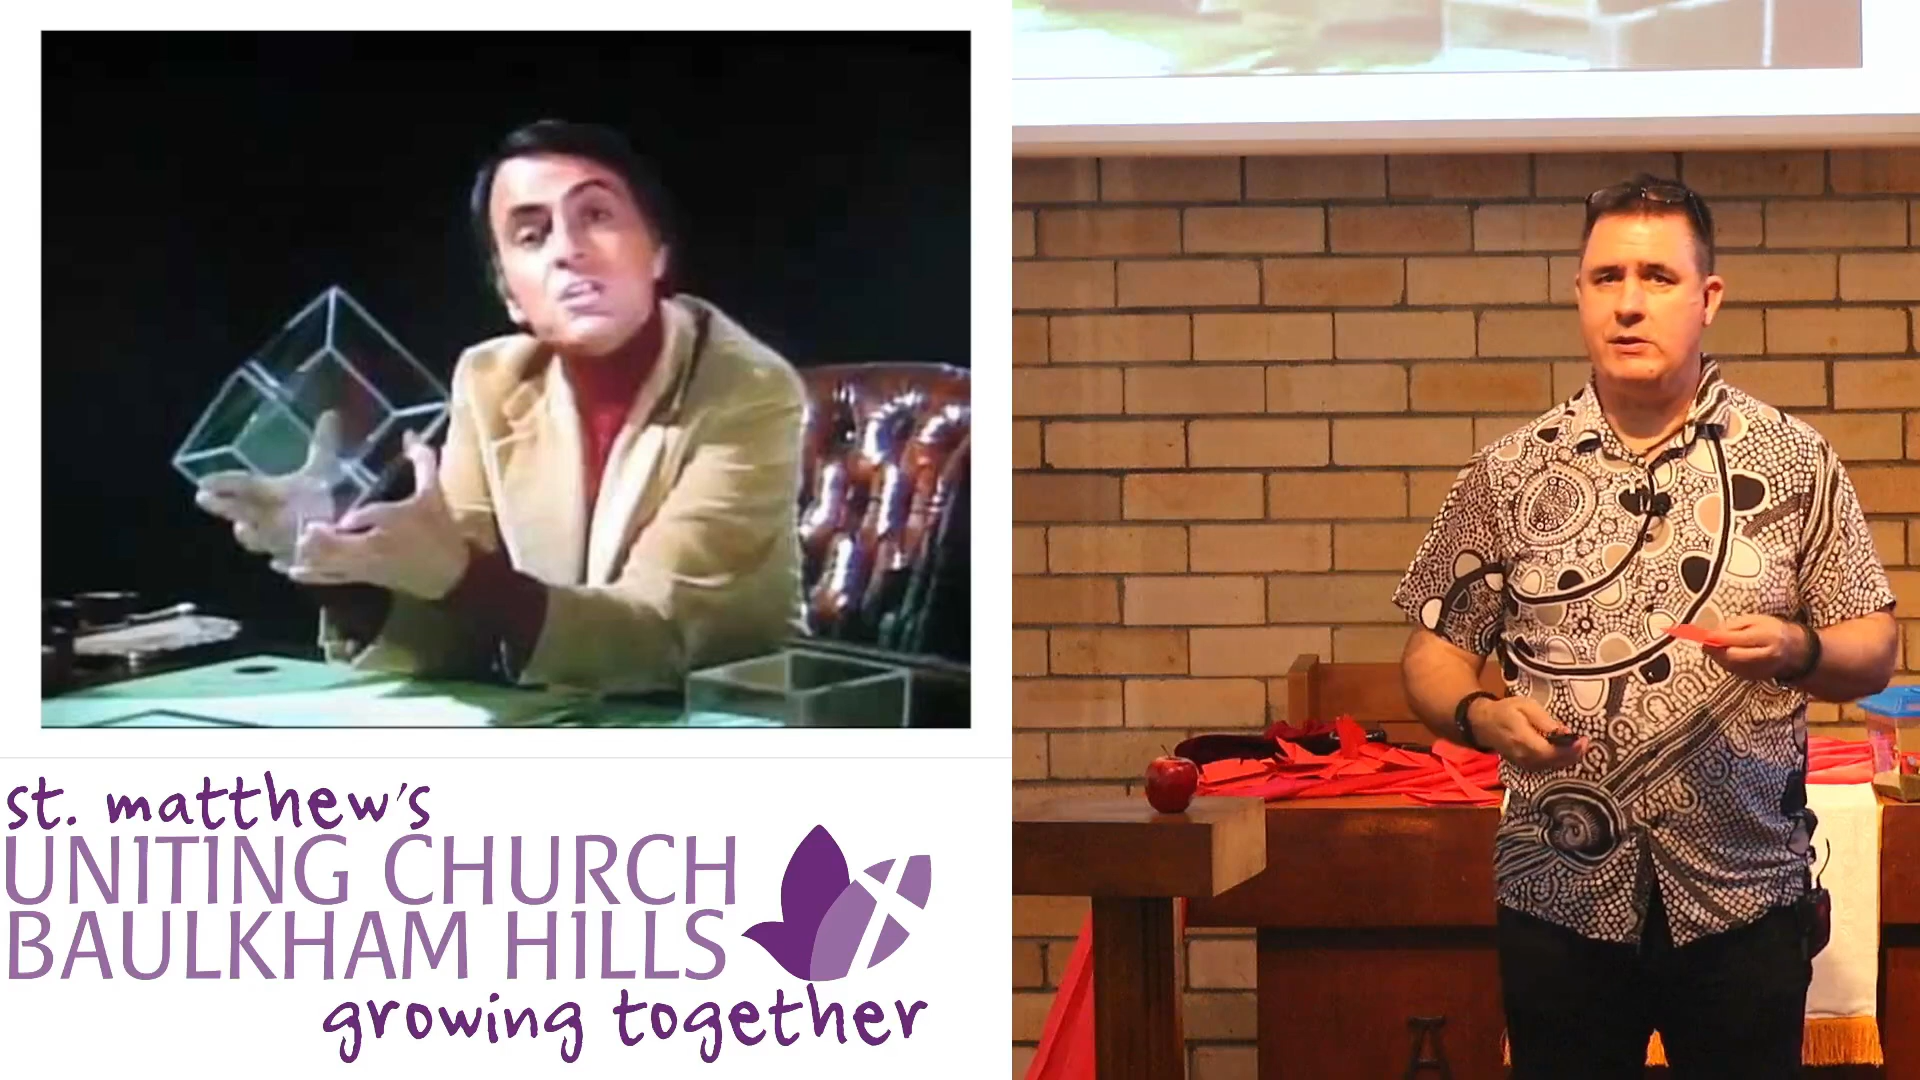 st. matthew's
UNITING CHURCH
BAULKHAM HILLS
growing together